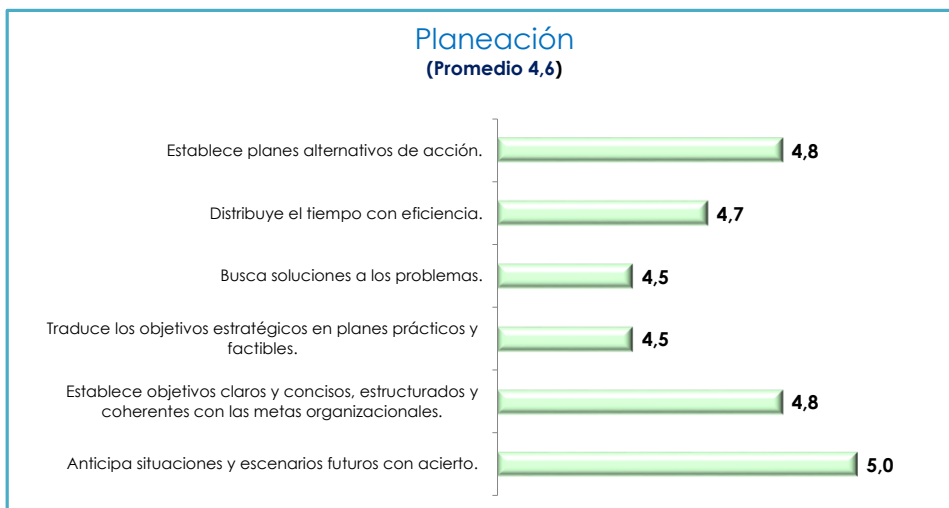 Planeación
(Promedio 4,6)
Establece planes alternativos de acción.
4,8
Distribuye el tiempo con eficiencia.
4,7
Busca soluciones a los problemas.
4,5
Traduce los objetivos estratégicos en planes prácticos y
factibles.
4,5
Establece objetivos claros y concisos, estructurados y
coherentes con las metas organizacionales.
4,8
Anticipa situaciones y escenarios futuros con acierto.
5,0